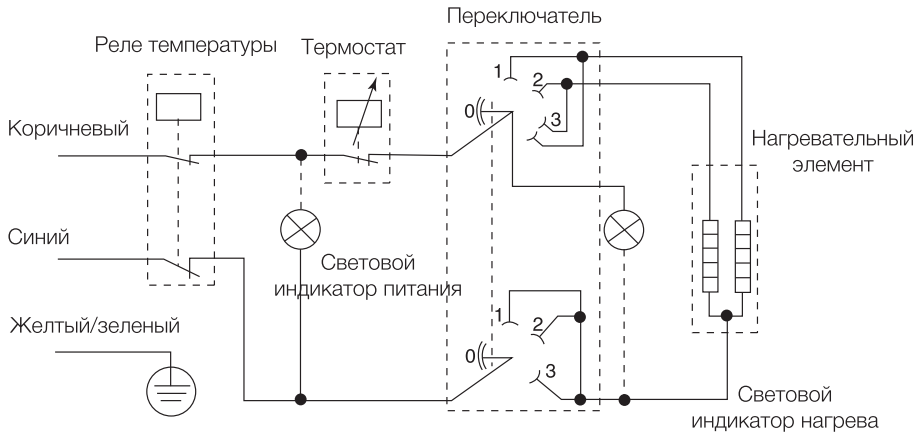 Переключатель
Реле температуры
Термостат
1
2
0
3
Коричневый
Нагревательный
элемент
Синий
Световой
индикатор питания
1
2
0
3
Желтый/зеленый
Световой
индикатор нагрева